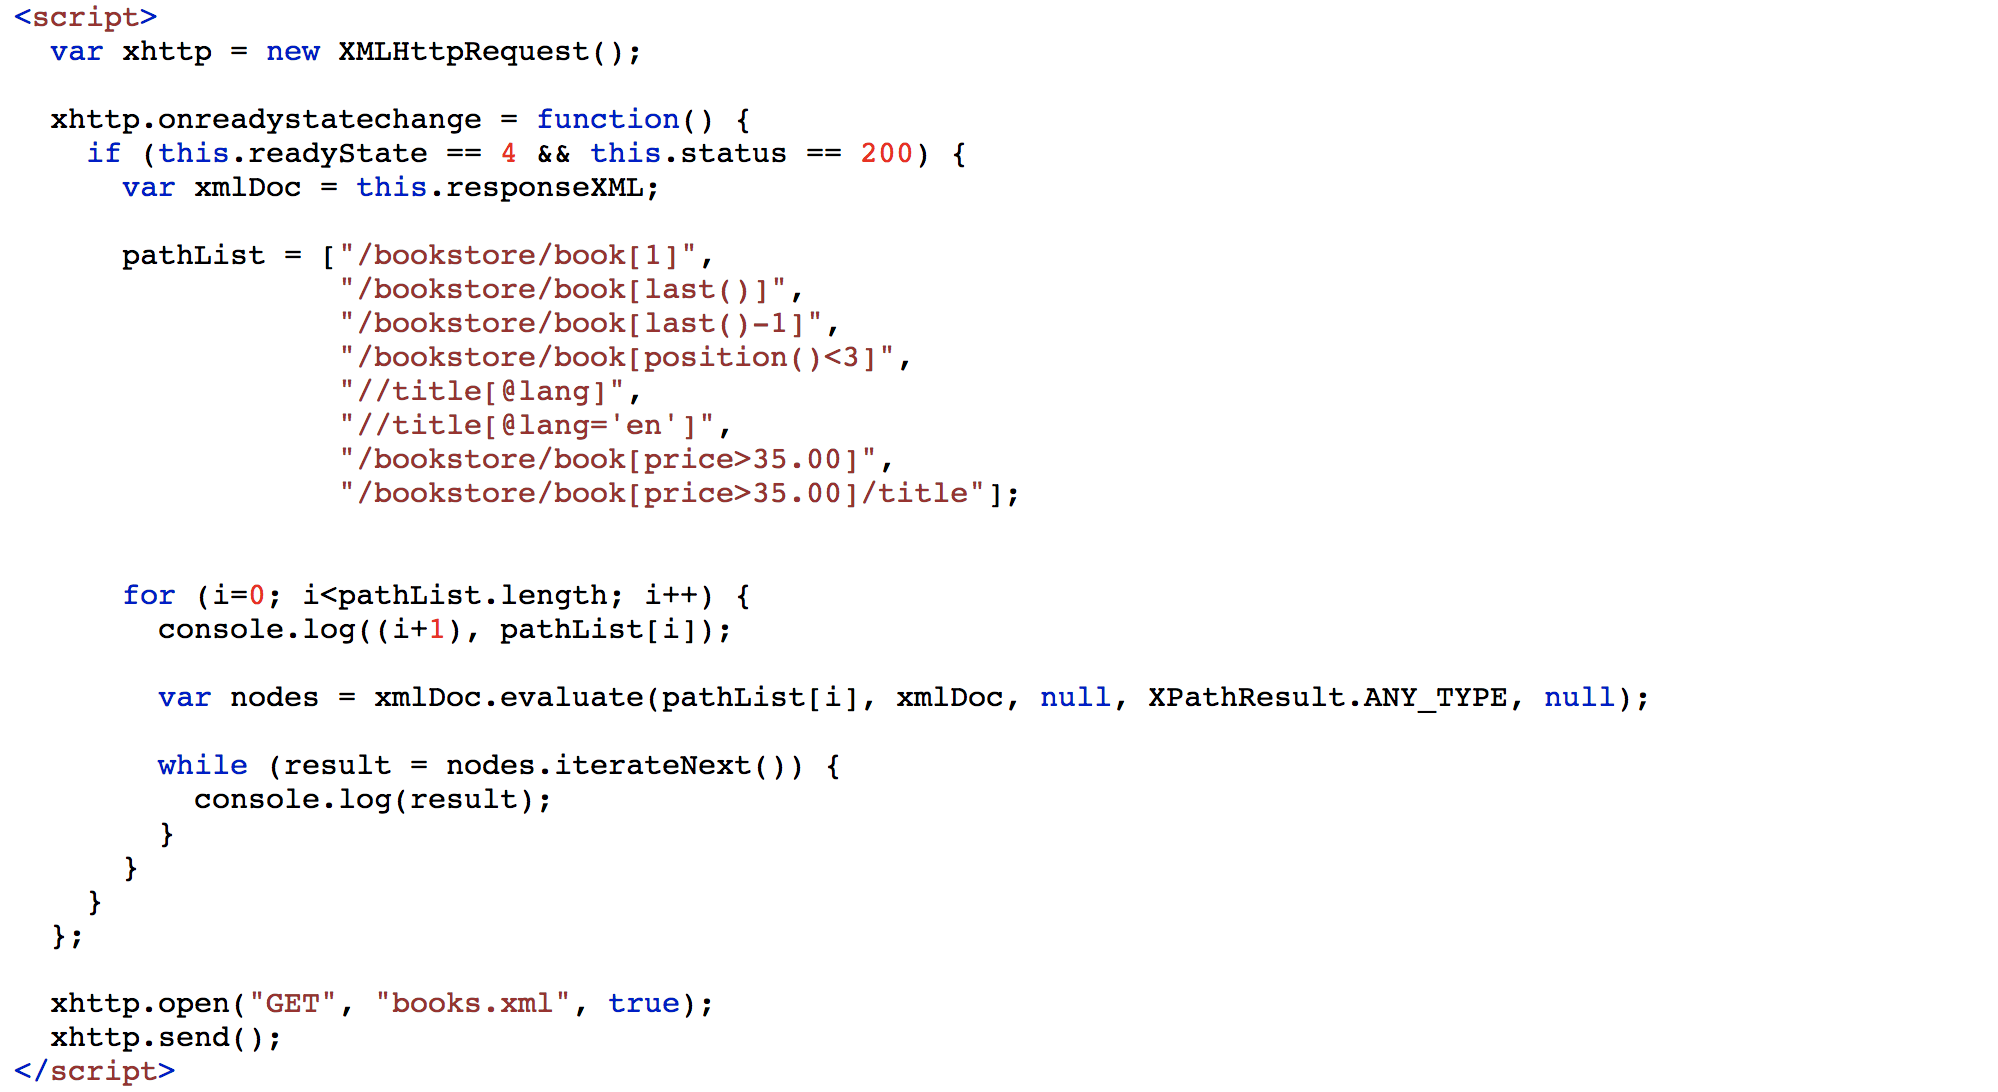 <script>
  var xhttp = new XMLHttpRequest();

  xhttp.onreadystatechange = function() {
    if (this.readyState == 4 && this.status == 200) {
      var xmlDoc = this.responseXML;

      pathList = ["/bookstore/book[1]",
                  "/bookstore/book[last()]",
                  "/bookstore/book[last()-1]",
                  "/bookstore/book[position()<3]",
                  "//title[@lang]",
                  "//title[@lang='en']",
                  "/bookstore/book[price>35.00]",
                  "/bookstore/book[price>35.00]/title"];


      for (i=0; i<pathList.length; i++) {
        console.log((i+1), pathList[i]);

        var nodes = xmlDoc.evaluate(pathList[i], xmlDoc, null, XPathResult.ANY_TYPE, null);

        while (result = nodes.iterateNext()) {
          console.log(result);
        }
      }
    }
  };

  xhttp.open("GET", "books.xml", true);
  xhttp.send();
</script>